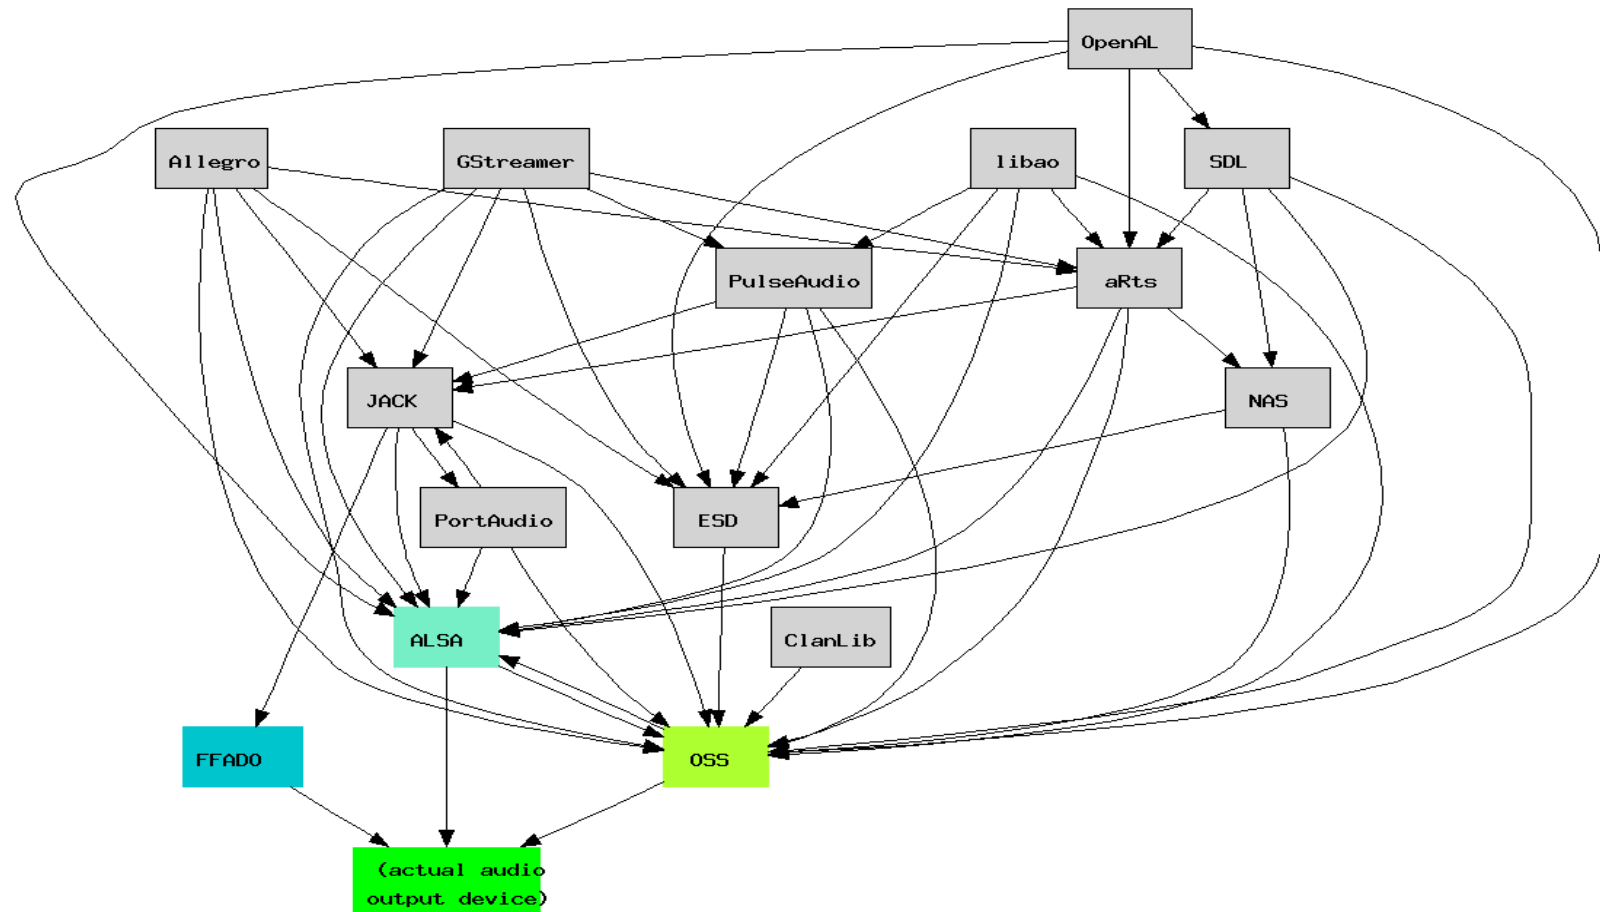 OpenAL
Allegro
GStreamer
libao
SDL
PulseAudio
aRts
JACK
NAS
PortAudio
ESD
ALSA
ClanLib
FFADO
OSS
(actual audio
output device)